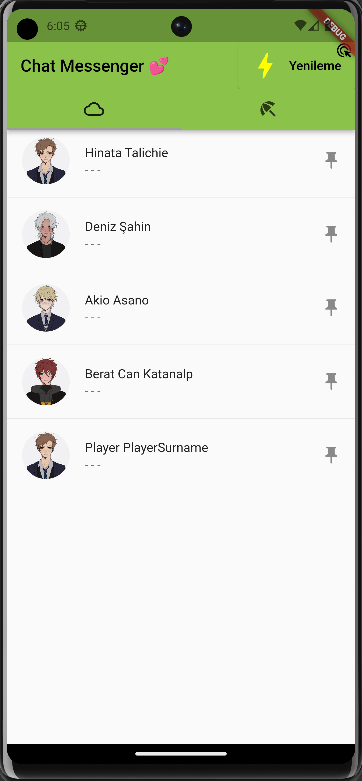 6:05
DEBUG
Chat Messenger 💕
Yenileme
Hinata Talichie
---
Deniz Şahin
---
Akio Asano
---
Berat Can Katanalp
---
Player PlayerSurname
---